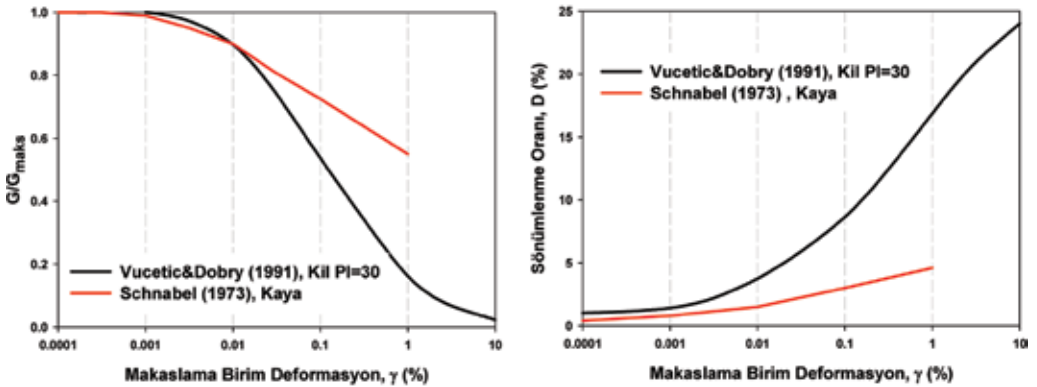 1.0
0.8
0.6
0.4
0.2
0.0
G/Gmaks
Vucetic&Dobry (1991), Kil PI=30
Schnabel (1973), Kaya
0.0001 0.001 0.01 0.1 1 10
Makaslama Birim Deformasyon, γ (%)
25
20
15
10
5
0
Sönümlenme Oranı, D (%)
Vucetic&Dobry (1991), Kil PI=30
Schnabel (1973) , Kaya
0.0001 0.001 0.01 0.1 1 10
Makaslama Birim Deformasyon, γ (%)